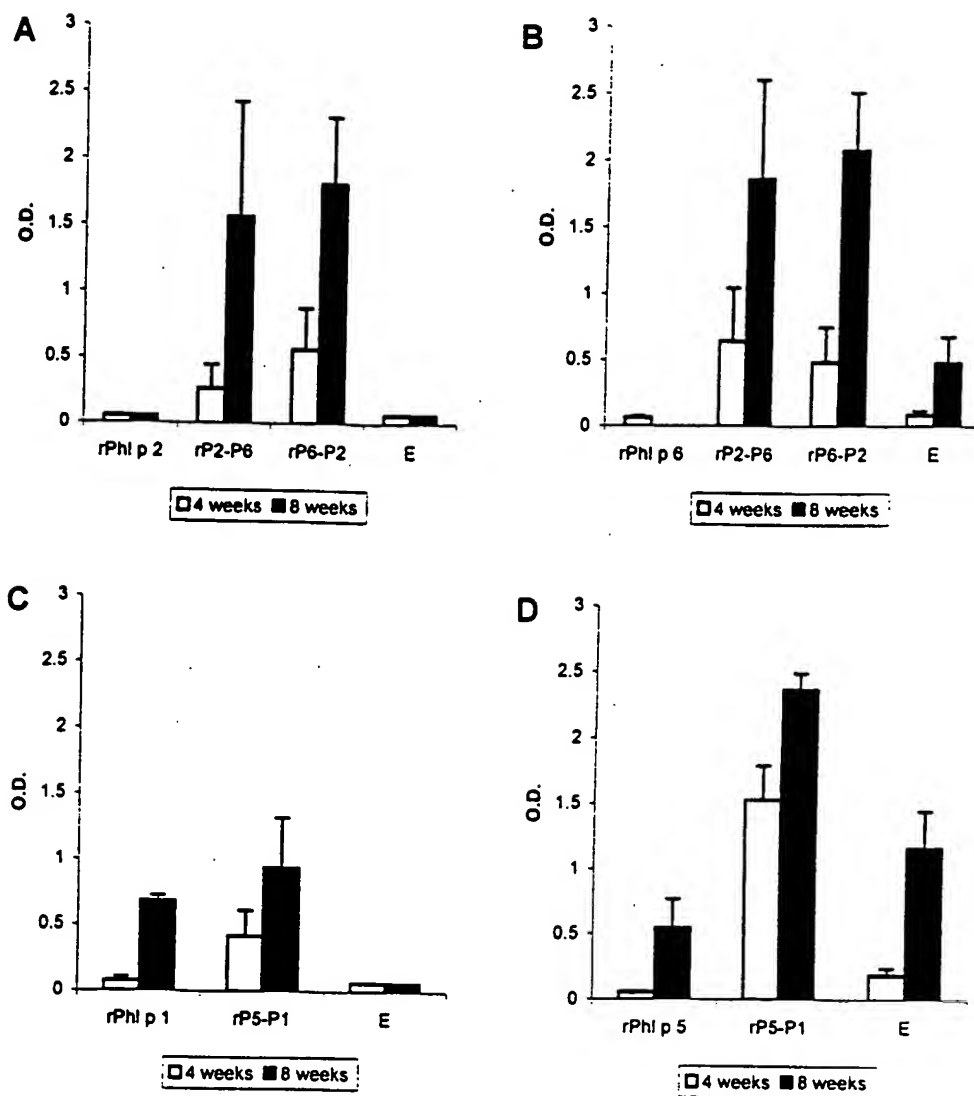 A
3
2.5
2
1.5
1
0.5
0
O.D.
rPhl p 2 rP2-P6 rP6-P2 E
4 weeks 8 weeks
B
3
2.5
2
1.5
1
0.5
0
O.D.
rPhl p 6 rP2-P6 rP6-P2 E
4 weeks 8 weeks
C
3
2.5
2
1.5
1
0.5
0
O.D.
rPhl p 1 rP5-P1 E
4 weeks 8 weeks
D
3
2.5
2
1.5
1
0.5
0
O.D.
rPhl p 5 rP5-P1 E
4 weeks 8 weeks